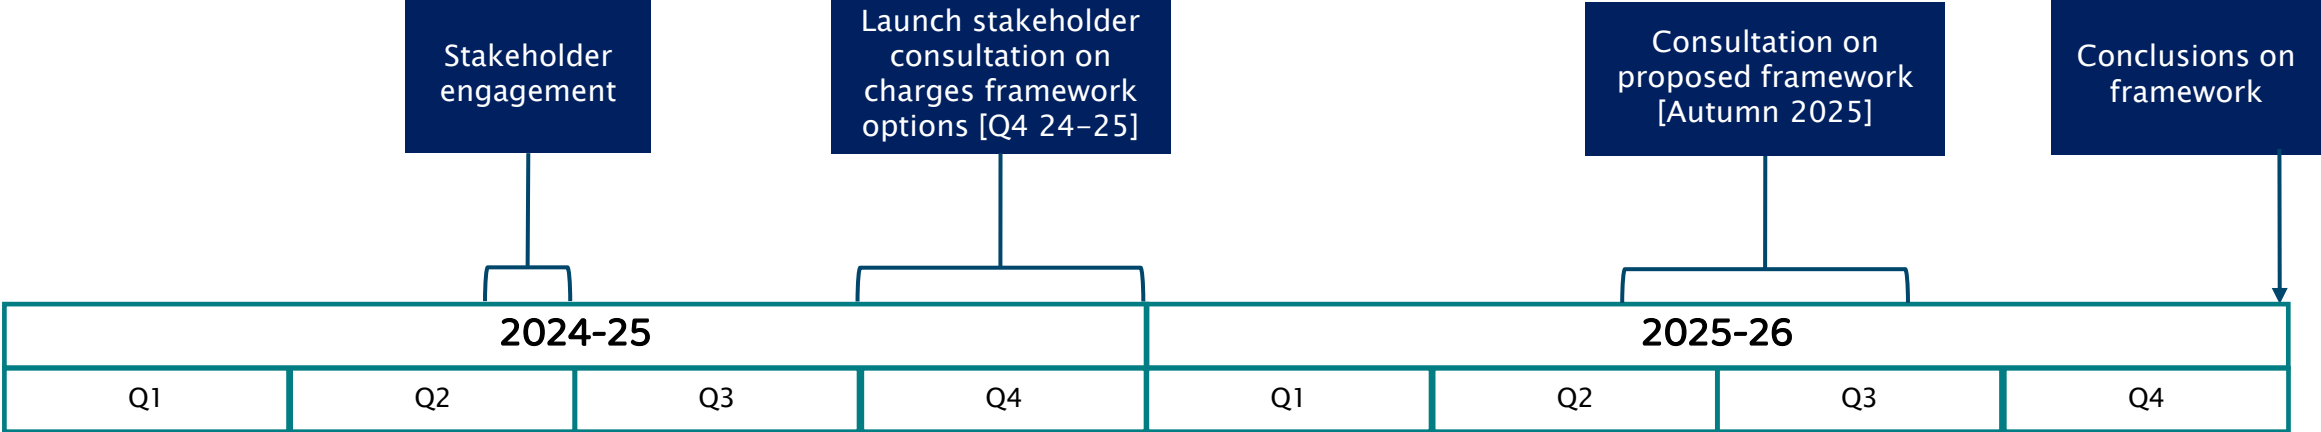 Stakeholder
engagement
Launch stakeholder
consultation on
charges framework
options [Q4 24-25]
Consultation on
proposed framework
[Autumn 2025]
Conclusions on
framework
2024-25
2025-26
Q1
Q2
Q3
Q4
Q1
Q2
Q3
Q4